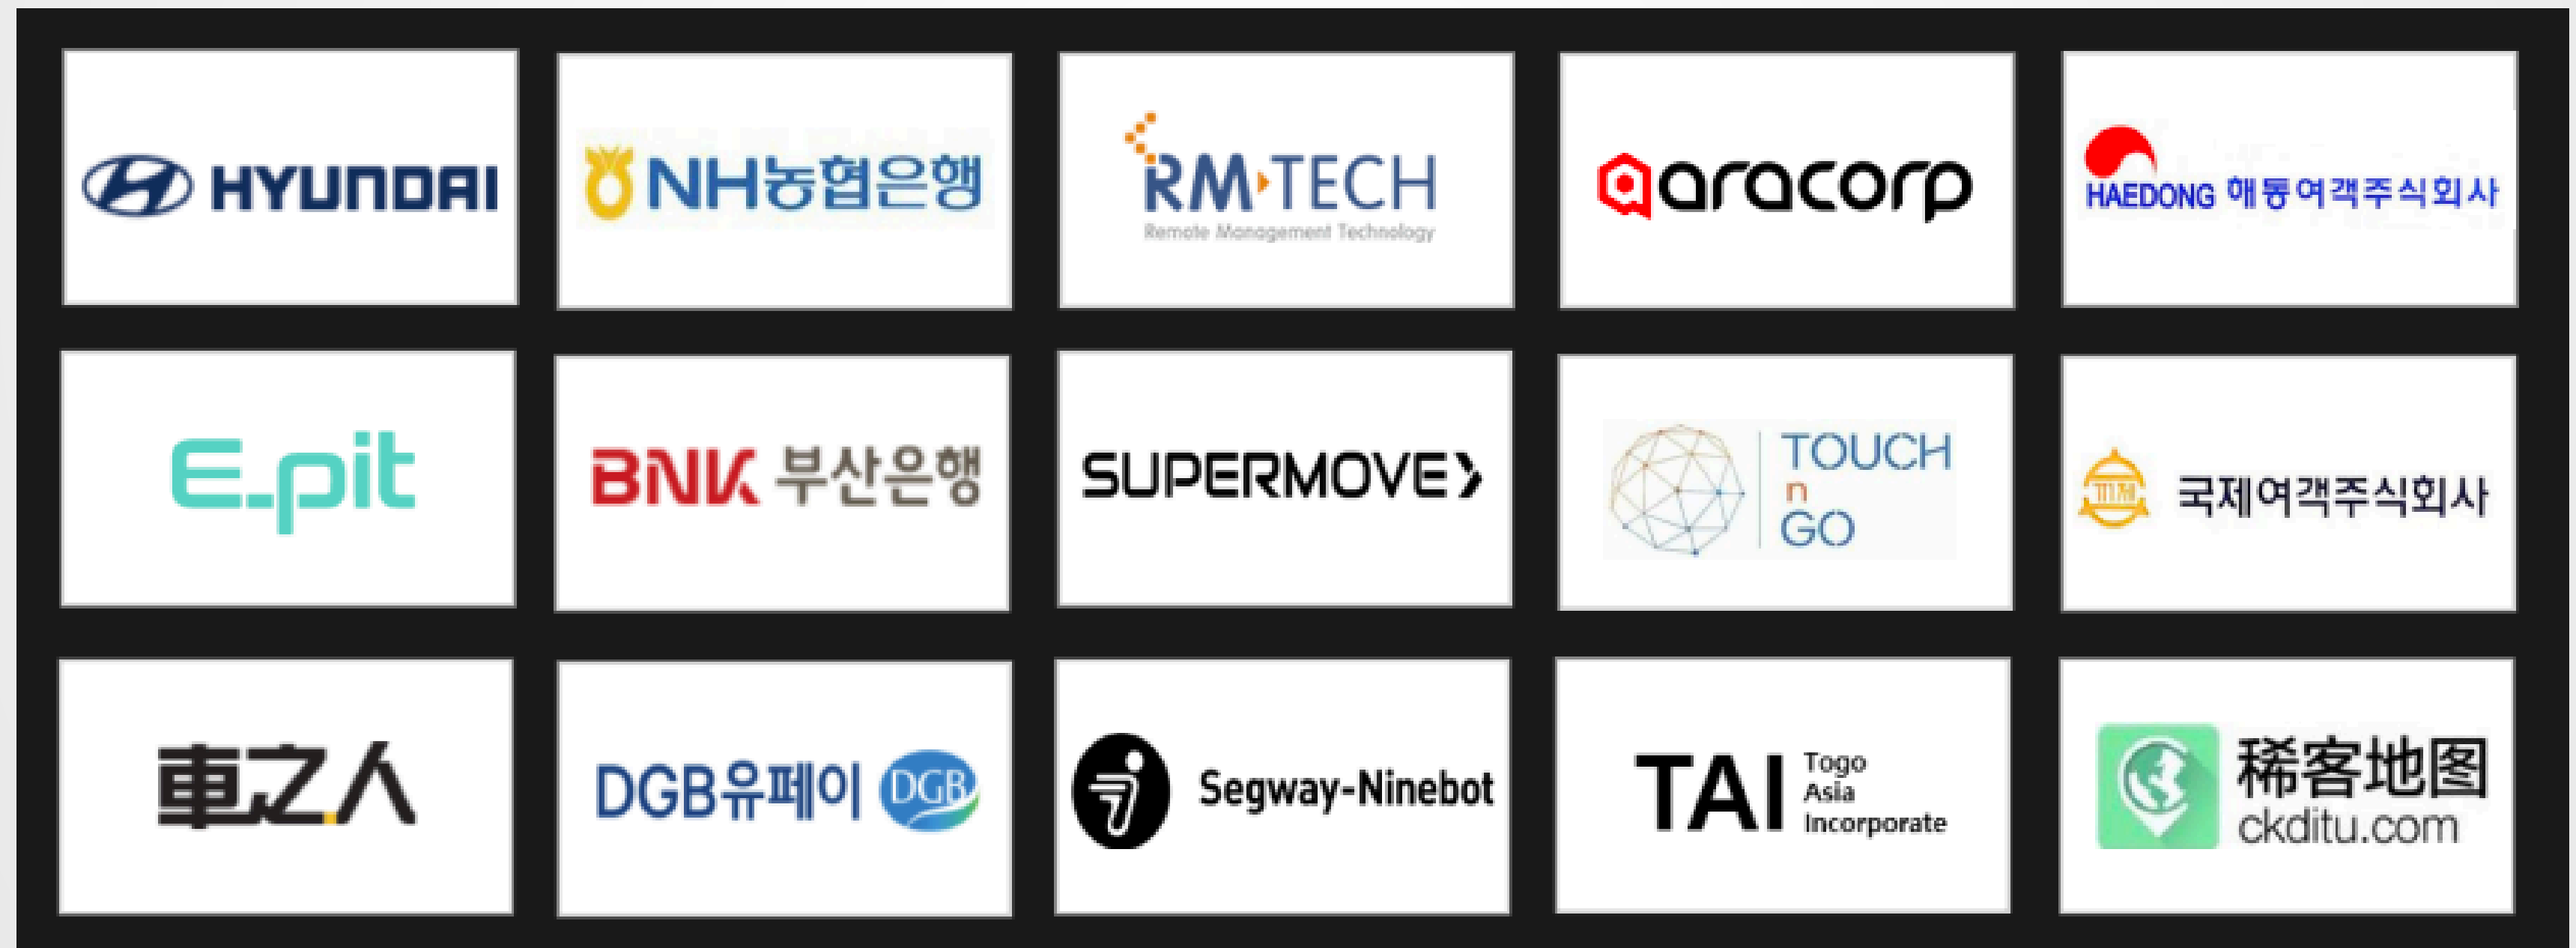 HYUNDAI
NH농협은행
RM TECH
Remote Management Technology
aracorp
HAEDONG 해동여객주식회사
E-pit
BNK 부산은행
SUPERMOVE
TOUCH
n
GO
국제여객주식회사
車之人
DGB유페이 DGB
Segway-Ninebot
TAI
Togo
Asia
Incorporate
稀客地图
ckditu.com